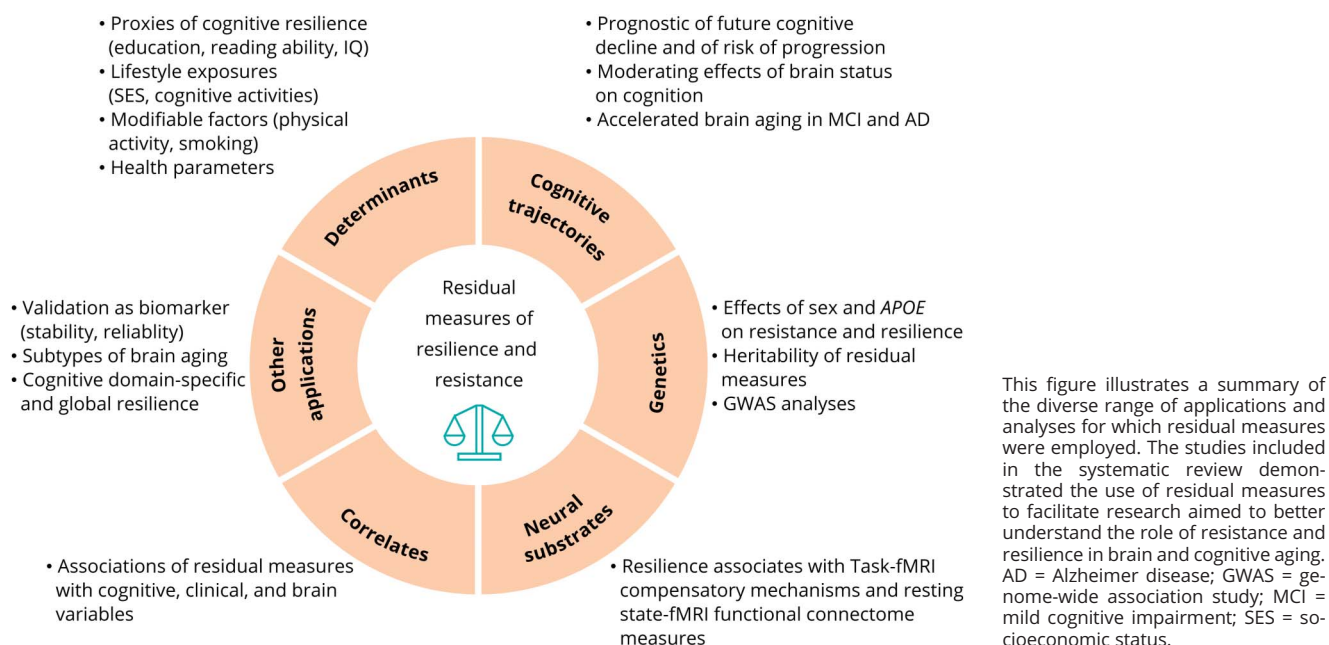 • Proxies of cognitive resilience
(education, reading ability, IQ)
• Lifestyle exposures
(SES, cognitive activities)
• Modifiable factors (physical
activity, smoking)
• Health parameters
• Prognostic of future cognitive
decline and of risk of progression
• Moderating effects of brain status
on cognition
• Accelerated brain aging in MCI and AD
Determinants
Cognitive
trajectories
• Validation as biomarker
(stability, reliablity)
• Subtypes of brain aging
• Cognitive domain-specific
and global resilience
Other
applications
Residual
measures of
resilience and
resistance
Genetics
• Effects of sex and APOE
on resistance and resilience
• Heritability of residual
measures
• GWAS analyses
Correlates
Neural
substrates
• Associations of residual measures
with cognitive, clinical, and brain
variables
• Resilience associates with Task-fMRI
compensatory mechanisms and resting
state-fMRI functional connectome
measures
This figure illustrates a summary of
the diverse range of applications and
analyses for which residual measures
were employed. The studies included
in the systematic review demon-
strated the use of residual measures
to facilitate research aimed to better
understand the role of resistance and
resilience in brain and cognitive aging.
AD = Alzheimer disease; GWAS = ge-
nome-wide association study; MCI =
mild cognitive impairment; SES = so-
cioeconomic status.